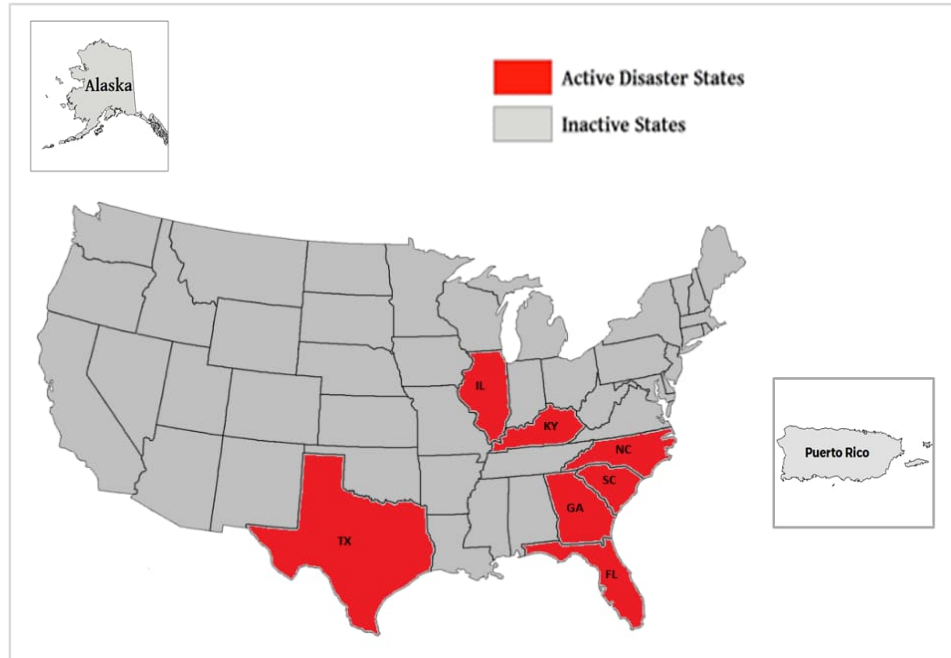 Alaska
Active Disaster States
Inactive States
IL
KY
NC
SC
GA
TX
FL
Puerto Rico